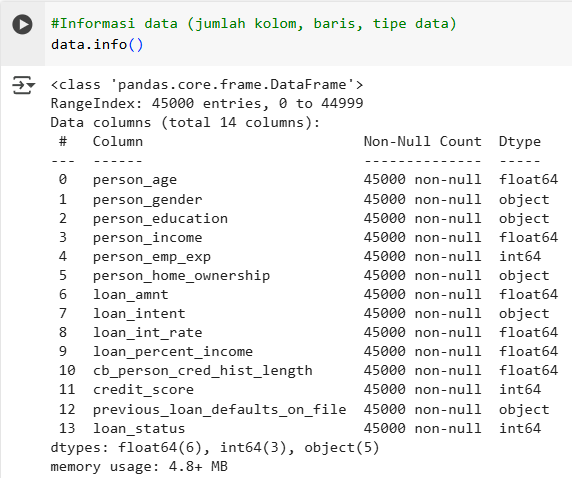 #Informasi data (jumlah kolom, baris, tipe data)
data.info()
<class 'pandas.core.frame.DataFrame'>
RangeIndex: 45000 entries, 0 to 44999
Data columns (total 14 columns):
 #   Column                          Non-Null Count  Dtype
---  ------                          --------------  -----
 0   person_age                      45000 non-null  float64
 1   person_gender                   45000 non-null  object
 2   person_education                45000 non-null  object
 3   person_income                   45000 non-null  float64
 4   person_emp_exp                  45000 non-null  int64
 5   person_home_ownership           45000 non-null  object
 6   loan_amnt                       45000 non-null  float64
 7   loan_intent                     45000 non-null  object
 8   loan_int_rate                   45000 non-null  float64
 9   loan_percent_income             45000 non-null  float64
 10  cb_person_cred_hist_length      45000 non-null  float64
 11  credit_score                    45000 non-null  int64
 12  previous_loan_defaults_on_file  45000 non-null  object
 13  loan_status                     45000 non-null  int64
dtypes: float64(6), int64(3), object(5)
memory usage: 4.8+ MB